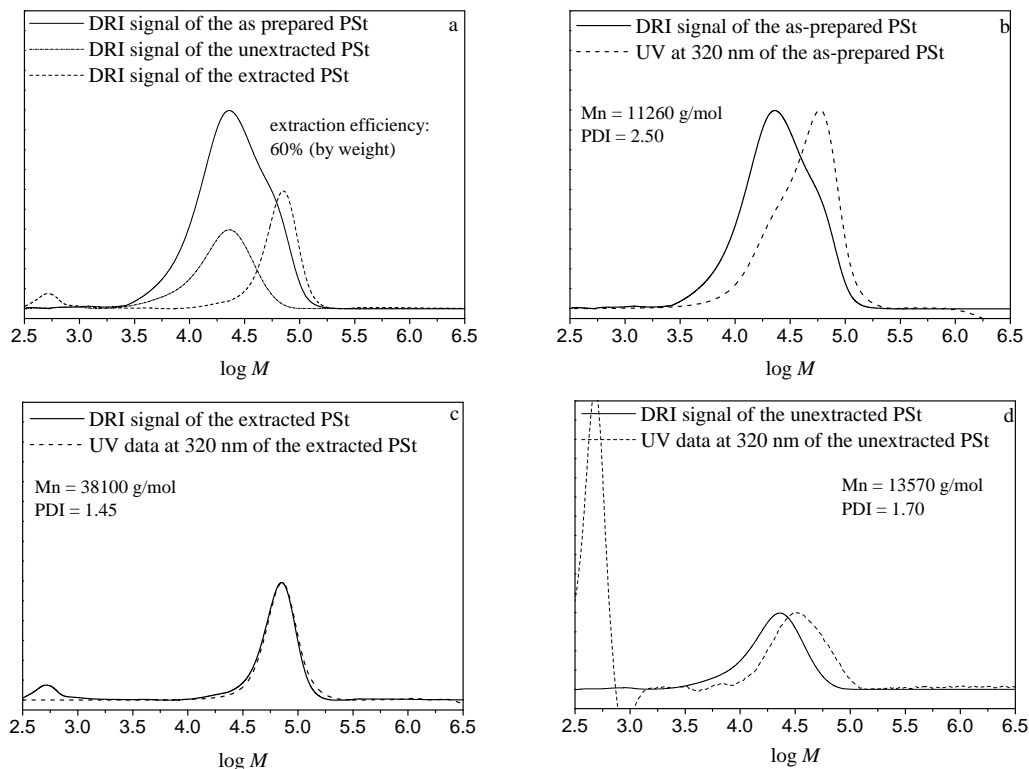 DRI signal of the as prepared PSt
DRI signal of the unextracted PSt
DRI signal of the extracted PSt
a
extraction efficiency:
60% (by weight)
2.5 3.0 3.5 4.0 4.5 5.0 5.5 6.0 6.5
log M
DRI signal of the as-prepared PSt
UV at 320 nm of the as-prepared PSt
b
Mn = 11260 g/mol
PDI = 2.50
2.5 3.0 3.5 4.0 4.5 5.0 5.5 6.0 6.5
log M
DRI signal of the extracted PSt
UV data at 320 nm of the extracted PSt
c
Mn = 38100 g/mol
PDI = 1.45
2.5 3.0 3.5 4.0 4.5 5.0 5.5 6.0 6.5
log M
DRI signal of the unextracted PSt
UV data at 320 nm of the unextracted PSt
d
Mn = 13570 g/mol
PDI = 1.70
2.5 3.0 3.5 4.0 4.5 5.0 5.5 6.0 6.5
log M